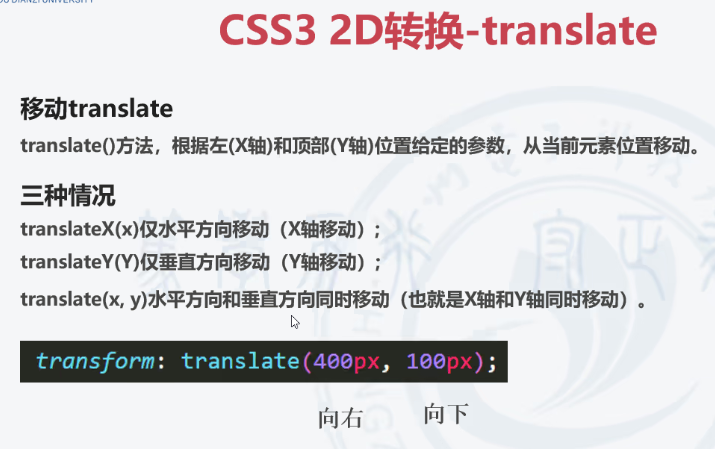 DIANZI UNIVERSITY
CSS3 2D转换-translate
移动translate
translate()方法，根据左(X轴)和顶部(Y轴)位置给定的参数，从当前元素位置移动。
三种情况
translateX(x)仅水平方向移动（X轴移动）;
translateY(Y)仅垂直方向移动（Y轴移动）;
translate(x, y)水平方向和垂直方向同时移动（也就是X轴和Y轴同时移动）。
transform: translate(400px, 100px);
向右 向下